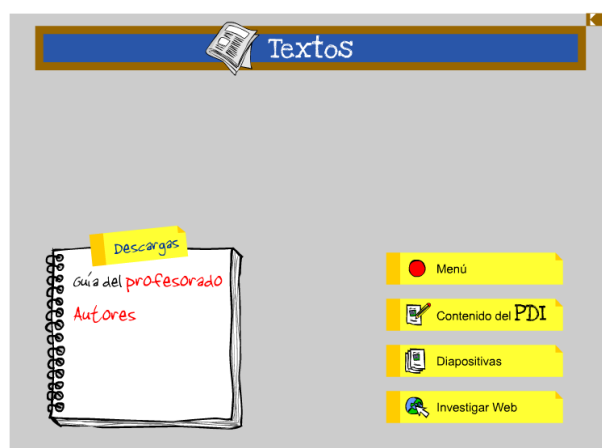 Textos
Descargas
Guía del profesorado
Autores
Menú
Contenido del PDI
Diapositivas
Investigar Web